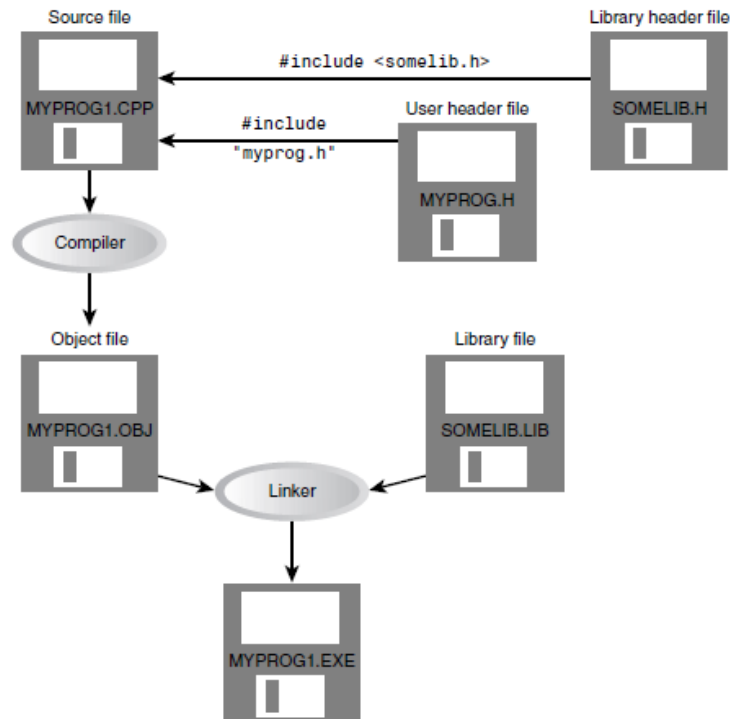 Source file
Library header file
#include <somelib.h>
MYPROG1.CPP
User header file
SOMELIB.H
#include
"myprog.h"
MYPROG.H
Compiler
Object file
Library file
MYPROG1.OBJ
SOMELIB.LIB
Linker
MYPROG1.EXE